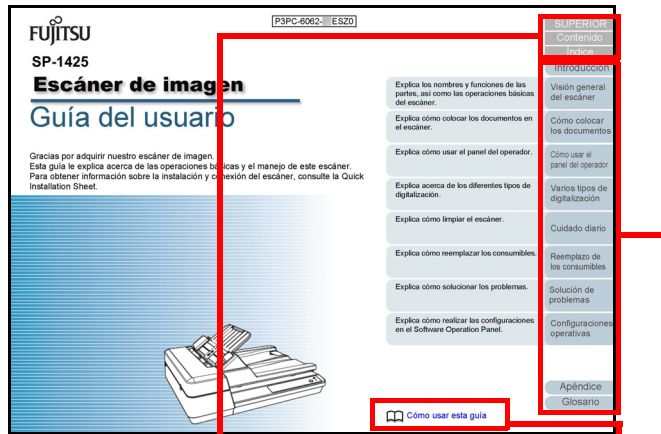 P3PC-6062- ESZ0
FUJITSU
SP-1425
Escáner de imagen
Guía del usuario
Gracias por adquirir nuestro escáner de imagen.
Esta guía le explica acerca de las operaciones básicas y el manejo de este escáner.
Para obtener información sobre la instalación y conexión del escáner, consulte la Quick
Installation Sheet.
SUPERIOR
Contenido
Índice
Introducción
Explica los nombres y funciones de las
partes, así como las operaciones básicas
del escáner.
Visión general
del escáner
Explica cómo colocar los documentos en
el escáner.
Cómo colocar
los documentos
Explica cómo usar el panel del operador.
Cómo usar el
panel del operador
Explica acerca de los diferentes tipos de
digitalización.
Varios tipos de
digitalización
Explica cómo limpiar el escáner.
Cuidado diario
Explica cómo reemplazar los consumibles.
Reemplazo de
los consumibles
Explica cómo solucionar los problemas.
Solución de
problemas
Explica cómo realizar las configuraciones
en el Software Operation Panel.
Configuraciones
operativas
Apéndice
Glosario
Cómo usar esta guía